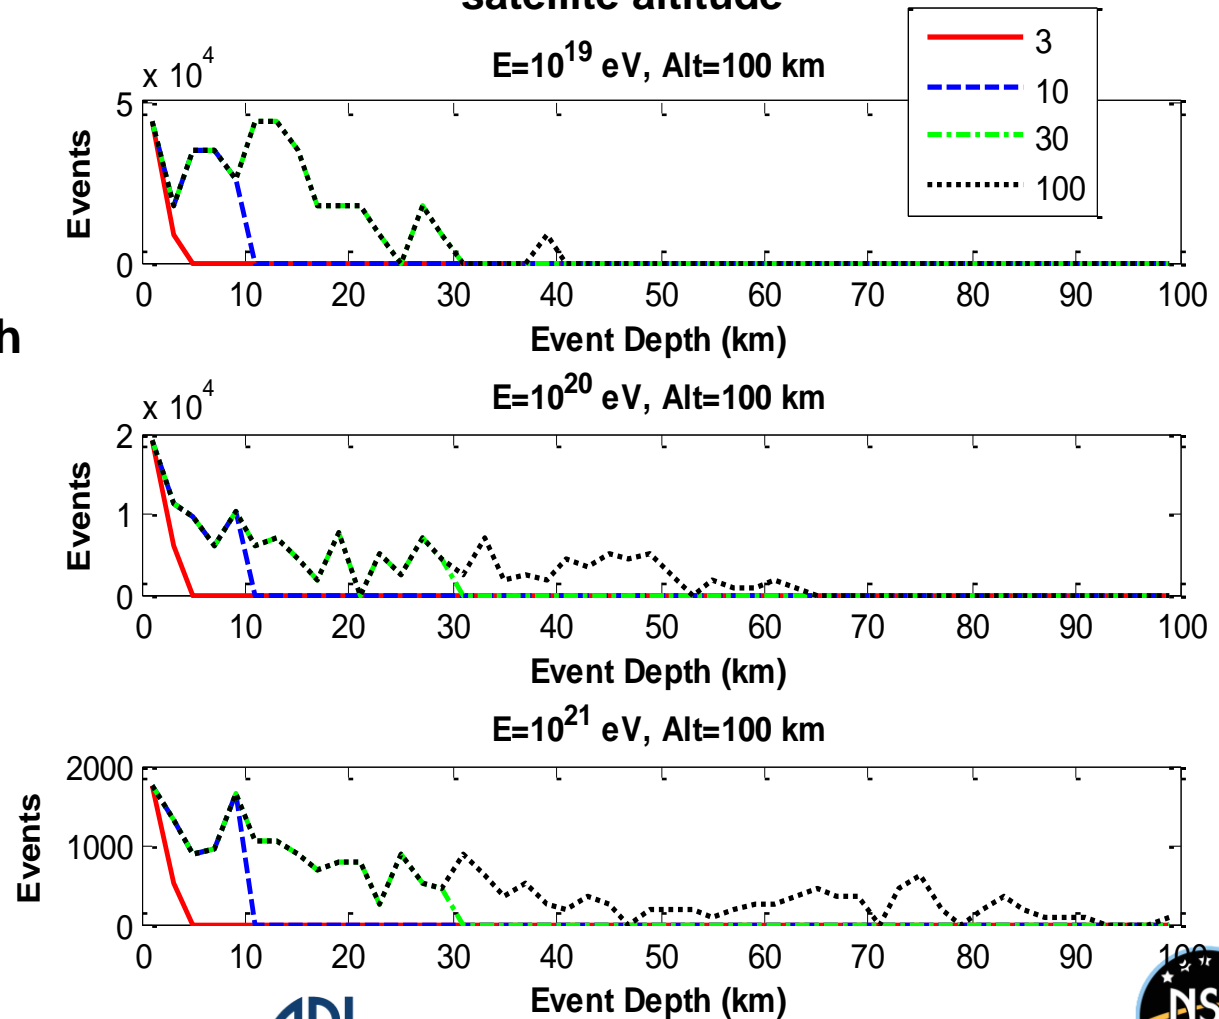 satellite altitude
3
10
30
100
x 10^4
E=10^19 eV, Alt=100 km
5
0
Events
0 10 20 30 40 50 60 70 80 90 100
Event Depth (km)
h
x 10^4
E=10^20 eV, Alt=100 km
2
1
0
Events
0 10 20 30 40 50 60 70 80 90 100
Event Depth (km)
E=10^21 eV, Alt=100 km
2000
1000
0
Events
0 10 20 30 40 50 60 70 80 90 100
Event Depth (km)
NS